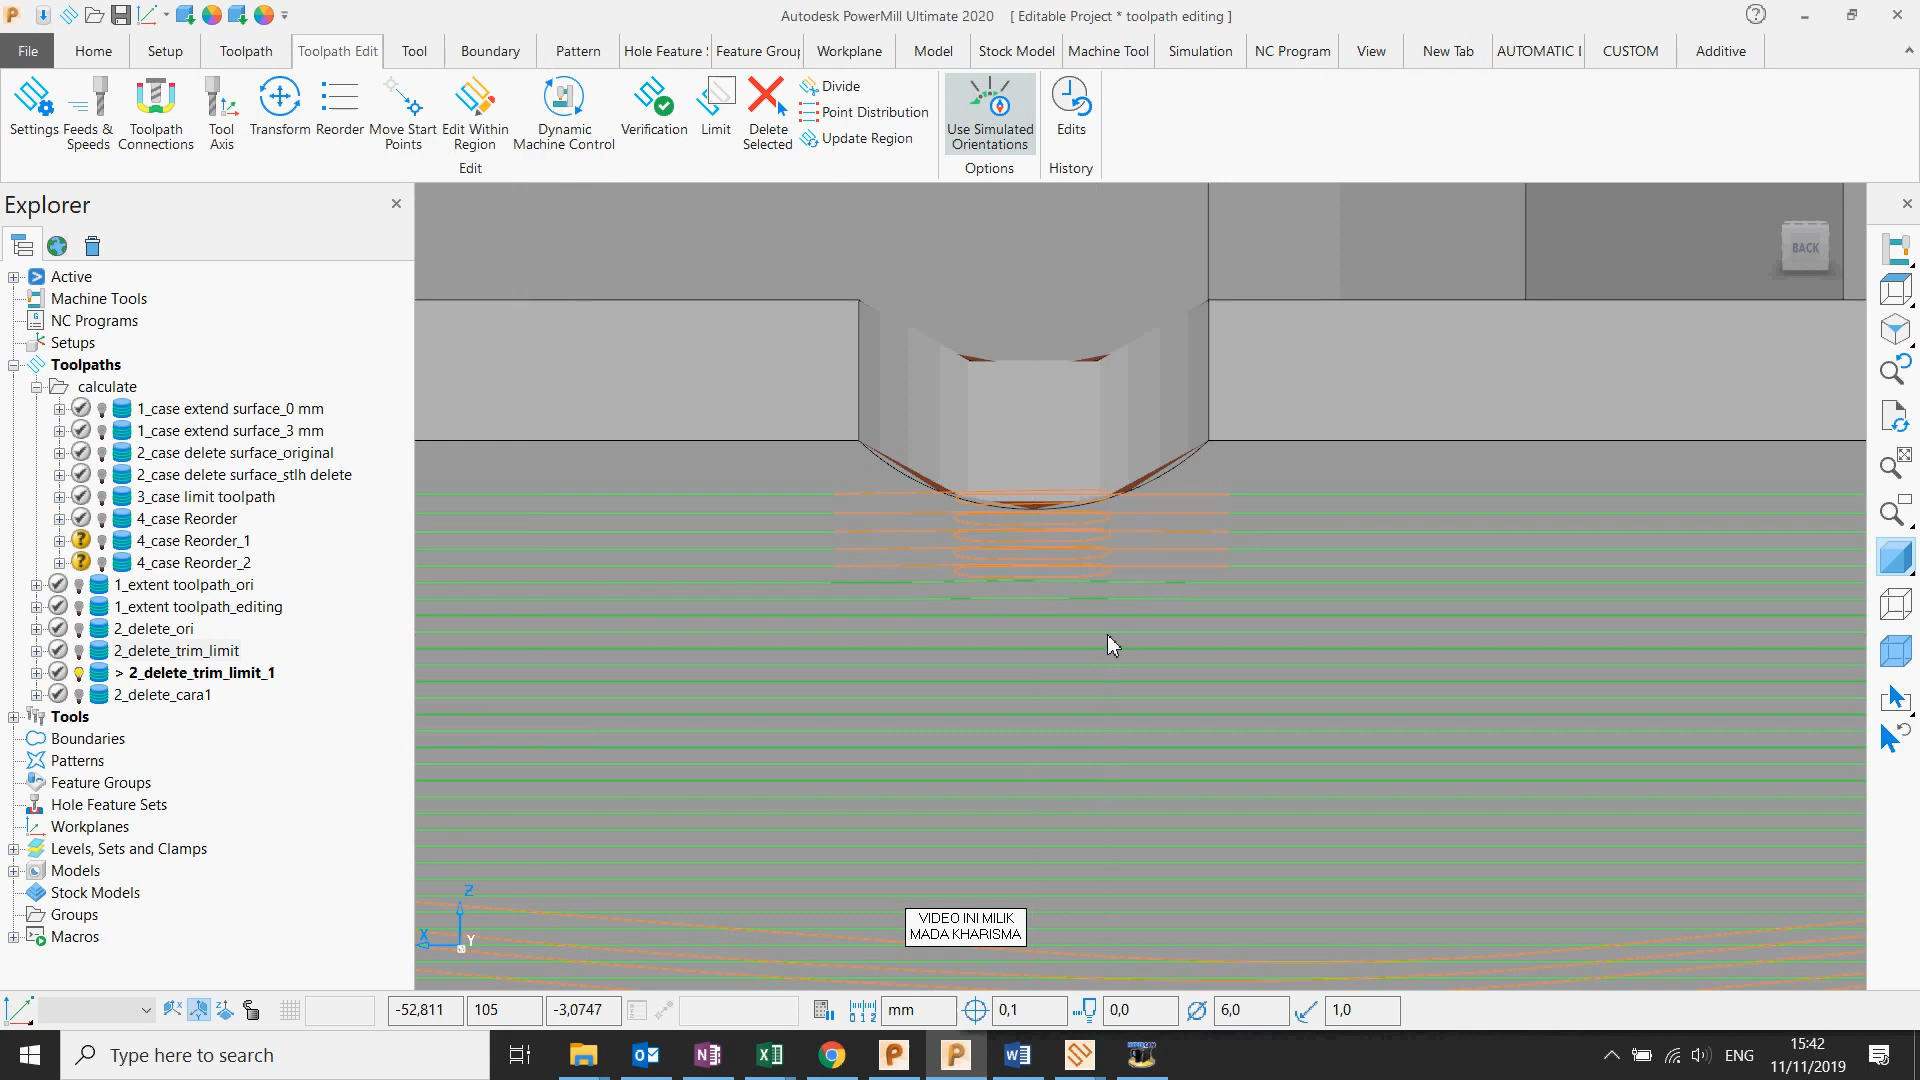 Autodesk PowerMill Ultimate 2020 [ Editable Project * toolpath editing ]
File Home Setup Toolpath Toolpath Edit Tool Boundary Pattern Hole Feature Feature Grou Workplane Model Stock Model Machine Tool Simulation NC Program View New Tab AUTOMATIC CUSTOM Additive
Settings
Feeds & Speeds
Toolpath Connections
Tool Axis
Transform
Reorder
Move Start Points
Edit Within Region
Dynamic Machine Control
Verification
Limit
Delete Selected
Divide
Point Distribution
Update Region
Use Simulated Orientations
Edits
Edit
Options
History
Explorer
Active
Machine Tools
NC Programs
Setups
Toolpaths
calculate
1_case extend surface_0 mm
1_case extend surface_3 mm
2_case delete surface_original
2_case delete surface_stlh delete
3_case limit toolpath
4_case Reorder
4_case Reorder_1
4_case Reorder_2
1_extent toolpath_ori
1_extent toolpath_editing
2_delete_ori
2_delete_trim_limit
> 2_delete_trim_limit_1
2_delete_cara1
Tools
Boundaries
Patterns
Feature Groups
Hole Feature Sets
Workplanes
Levels, Sets and Clamps
Models
Stock Models
Groups
Macros
BACK
Z
X
Y
VIDEO INI MILIK
MADA KHARISMA
-52,811 105 -3,0747 mm 0,1 0,0 6,0 1,0
Type here to search
ENG
15:42
11/11/2019